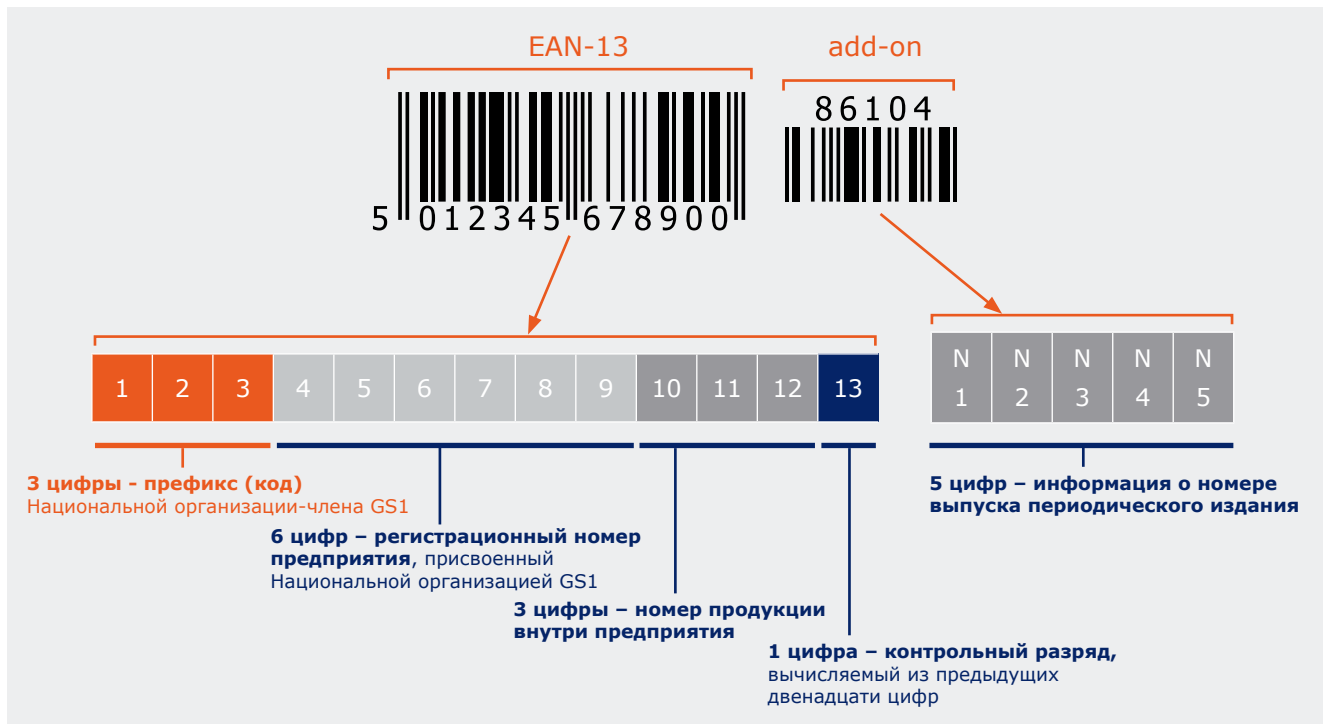 EAN-13
add-on
86104
5 012345 678900
1 2 3 4 5 6 7 8 9 10 11 12 13
N N N N N
1 2 3 4 5
3 цифры - префикс (код)
Национальной организации-члена GS1
6 цифр – регистрационный номер
предприятия, присвоенный
Национальной организацией GS1
3 цифры – номер продукции
внутри предприятия
1 цифра – контрольный разряд,
вычисляемый из предыдущих
двенадцати цифр
5 цифр – информация о номере
выпуска периодического издания